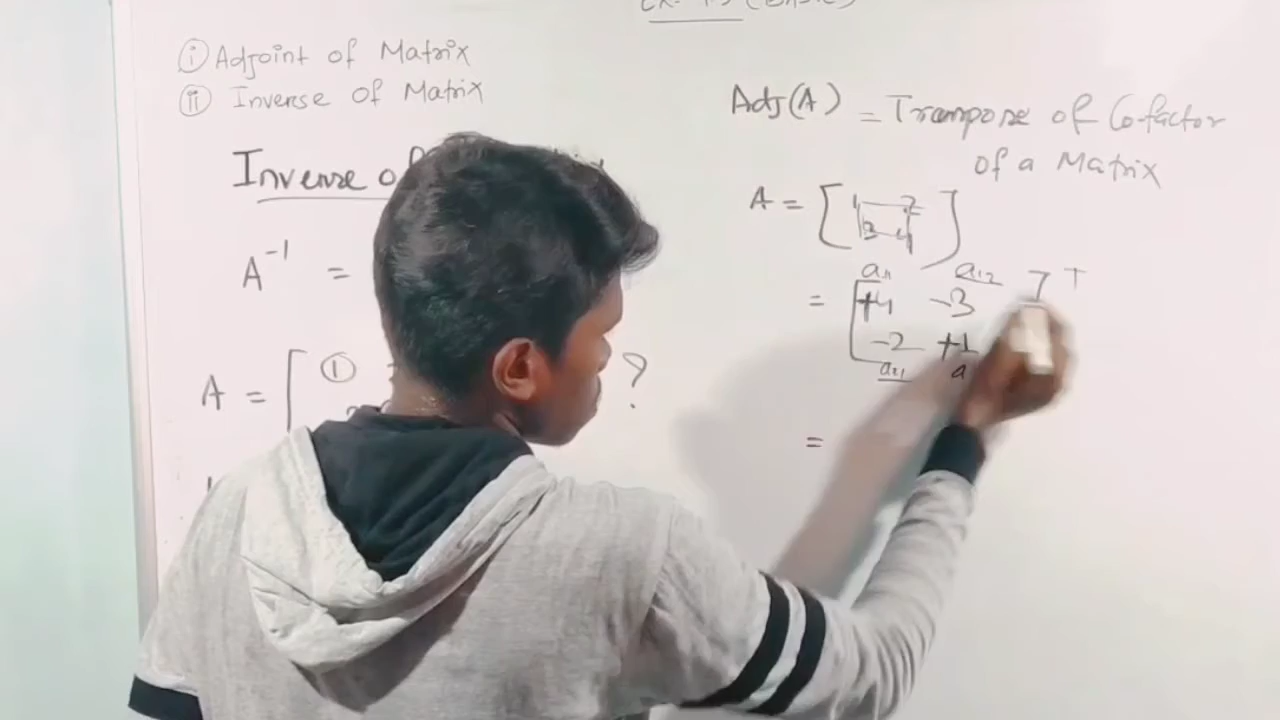 (i) Adjoint of Matrix
(ii) Inverse of Matrix
Inverse of
A⁻¹ =
A = [ ① ?
Adj(A) = Transpose of Co-factor
of a Matrix
A = [ 1 2
3 4 ]
a₁₁ a₁₂
= [ +4 -3 ] T
-2 +1
a₂₁ a
=